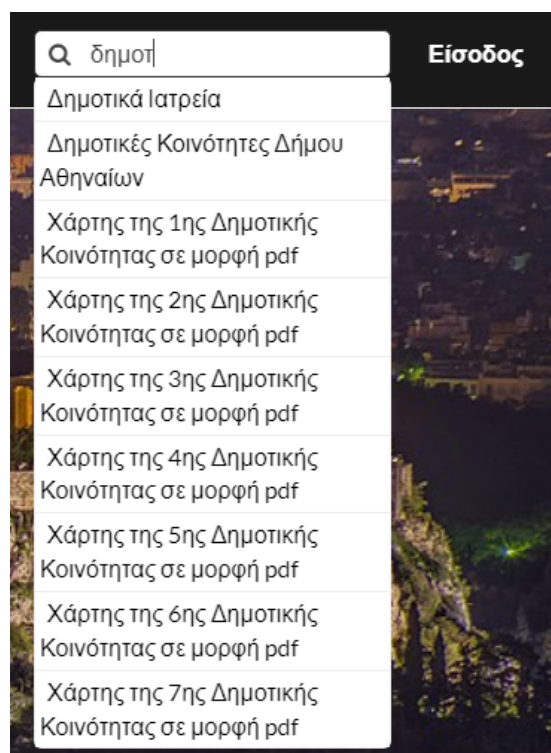 δημοτ Είσοδος
Δημοτικά Ιατρεία
Δημοτικές Κοινότητες Δήμου
Αθηναίων
Χάρτης της 1ης Δημοτικής
Κοινότητας σε μορφή pdf
Χάρτης της 2ης Δημοτικής
Κοινότητας σε μορφή pdf
Χάρτης της 3ης Δημοτικής
Κοινότητας σε μορφή pdf
Χάρτης της 4ης Δημοτικής
Κοινότητας σε μορφή pdf
Χάρτης της 5ης Δημοτικής
Κοινότητας σε μορφή pdf
Χάρτης της 6ης Δημοτικής
Κοινότητας σε μορφή pdf
Χάρτης της 7ης Δημοτικής
Κοινότητας σε μορφή pdf